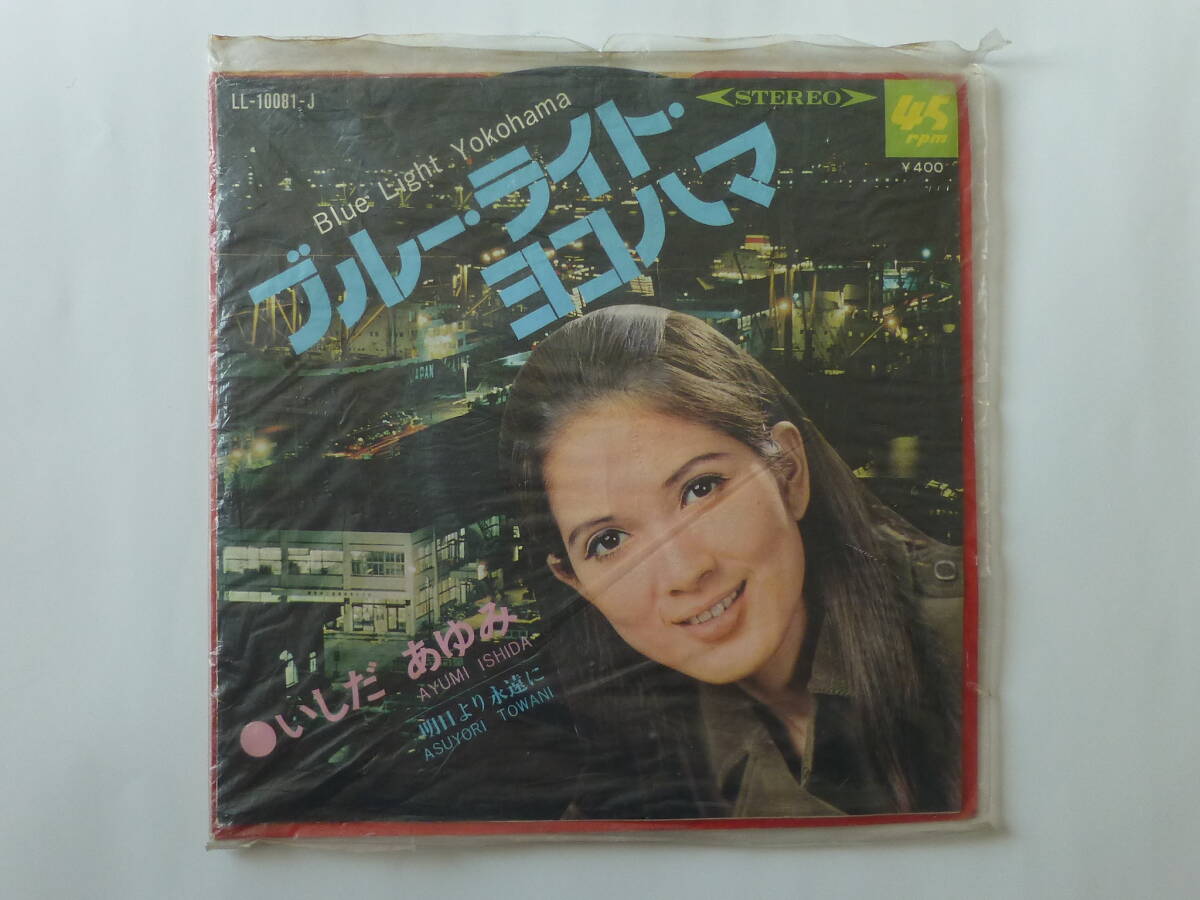 LL-10081-J
STEREO
45
rpm
¥400
Blue Light Yokohama
ブルー・ライト・
ヨコハマ
JAPAN
●いしだ あゆみ
AYUMI ISHIDA
明日より永遠に
ASUYORI TOWANI